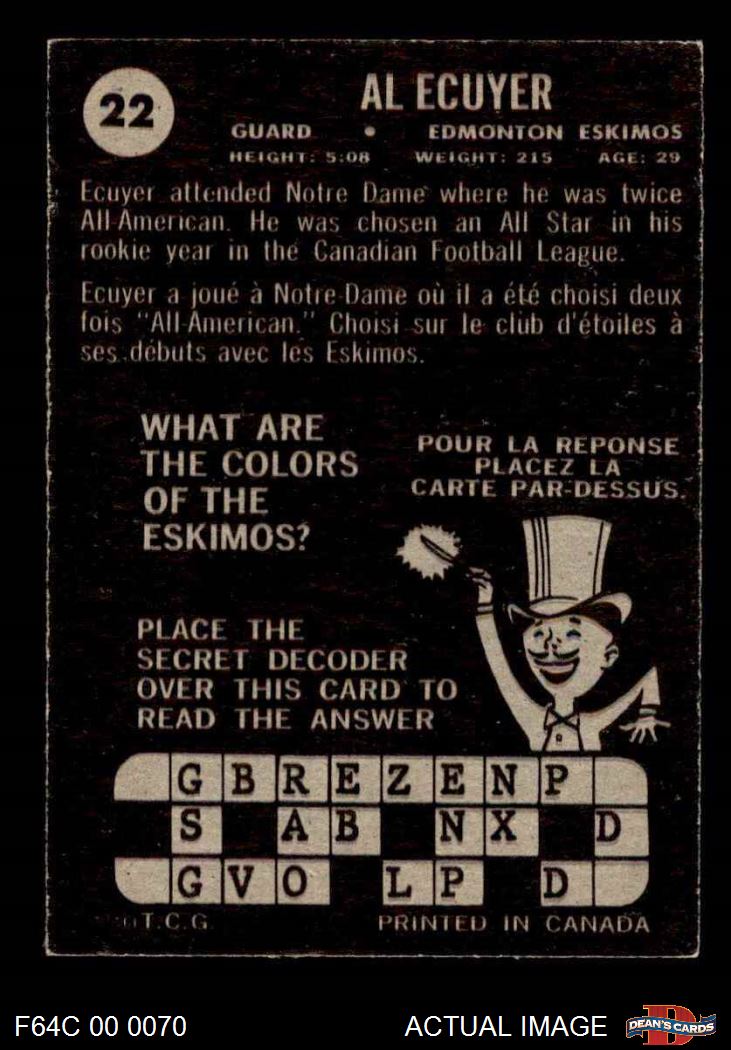 22
AL ECUYER
GUARD • EDMONTON ESKIMOS
HEIGHT: 5:08 WEIGHT: 215 AGE: 29
Ecuyer attended Notre Dame where he was twice
All-American. He was chosen an All Star in his
rookie year in the Canadian Football League.
Ecuyer a joué à Notre-Dame où il a été choisi deux
fois "All-American." Choisi sur le club d'étoiles à
ses débuts avec les Eskimos.
WHAT ARE
THE COLORS
OF THE
ESKIMOS?
POUR LA REPONSE
PLACEZ LA
CARTE PAR-DESSUS.
PLACE THE
SECRET DECODER
OVER THIS CARD TO
READ THE ANSWER
G B R E Z E N P
S A B N X D
G V O L P D
T.C.G. PRINTED IN CANADA
F64C 00 0070 ACTUAL IMAGE D DEAN'S CARDS